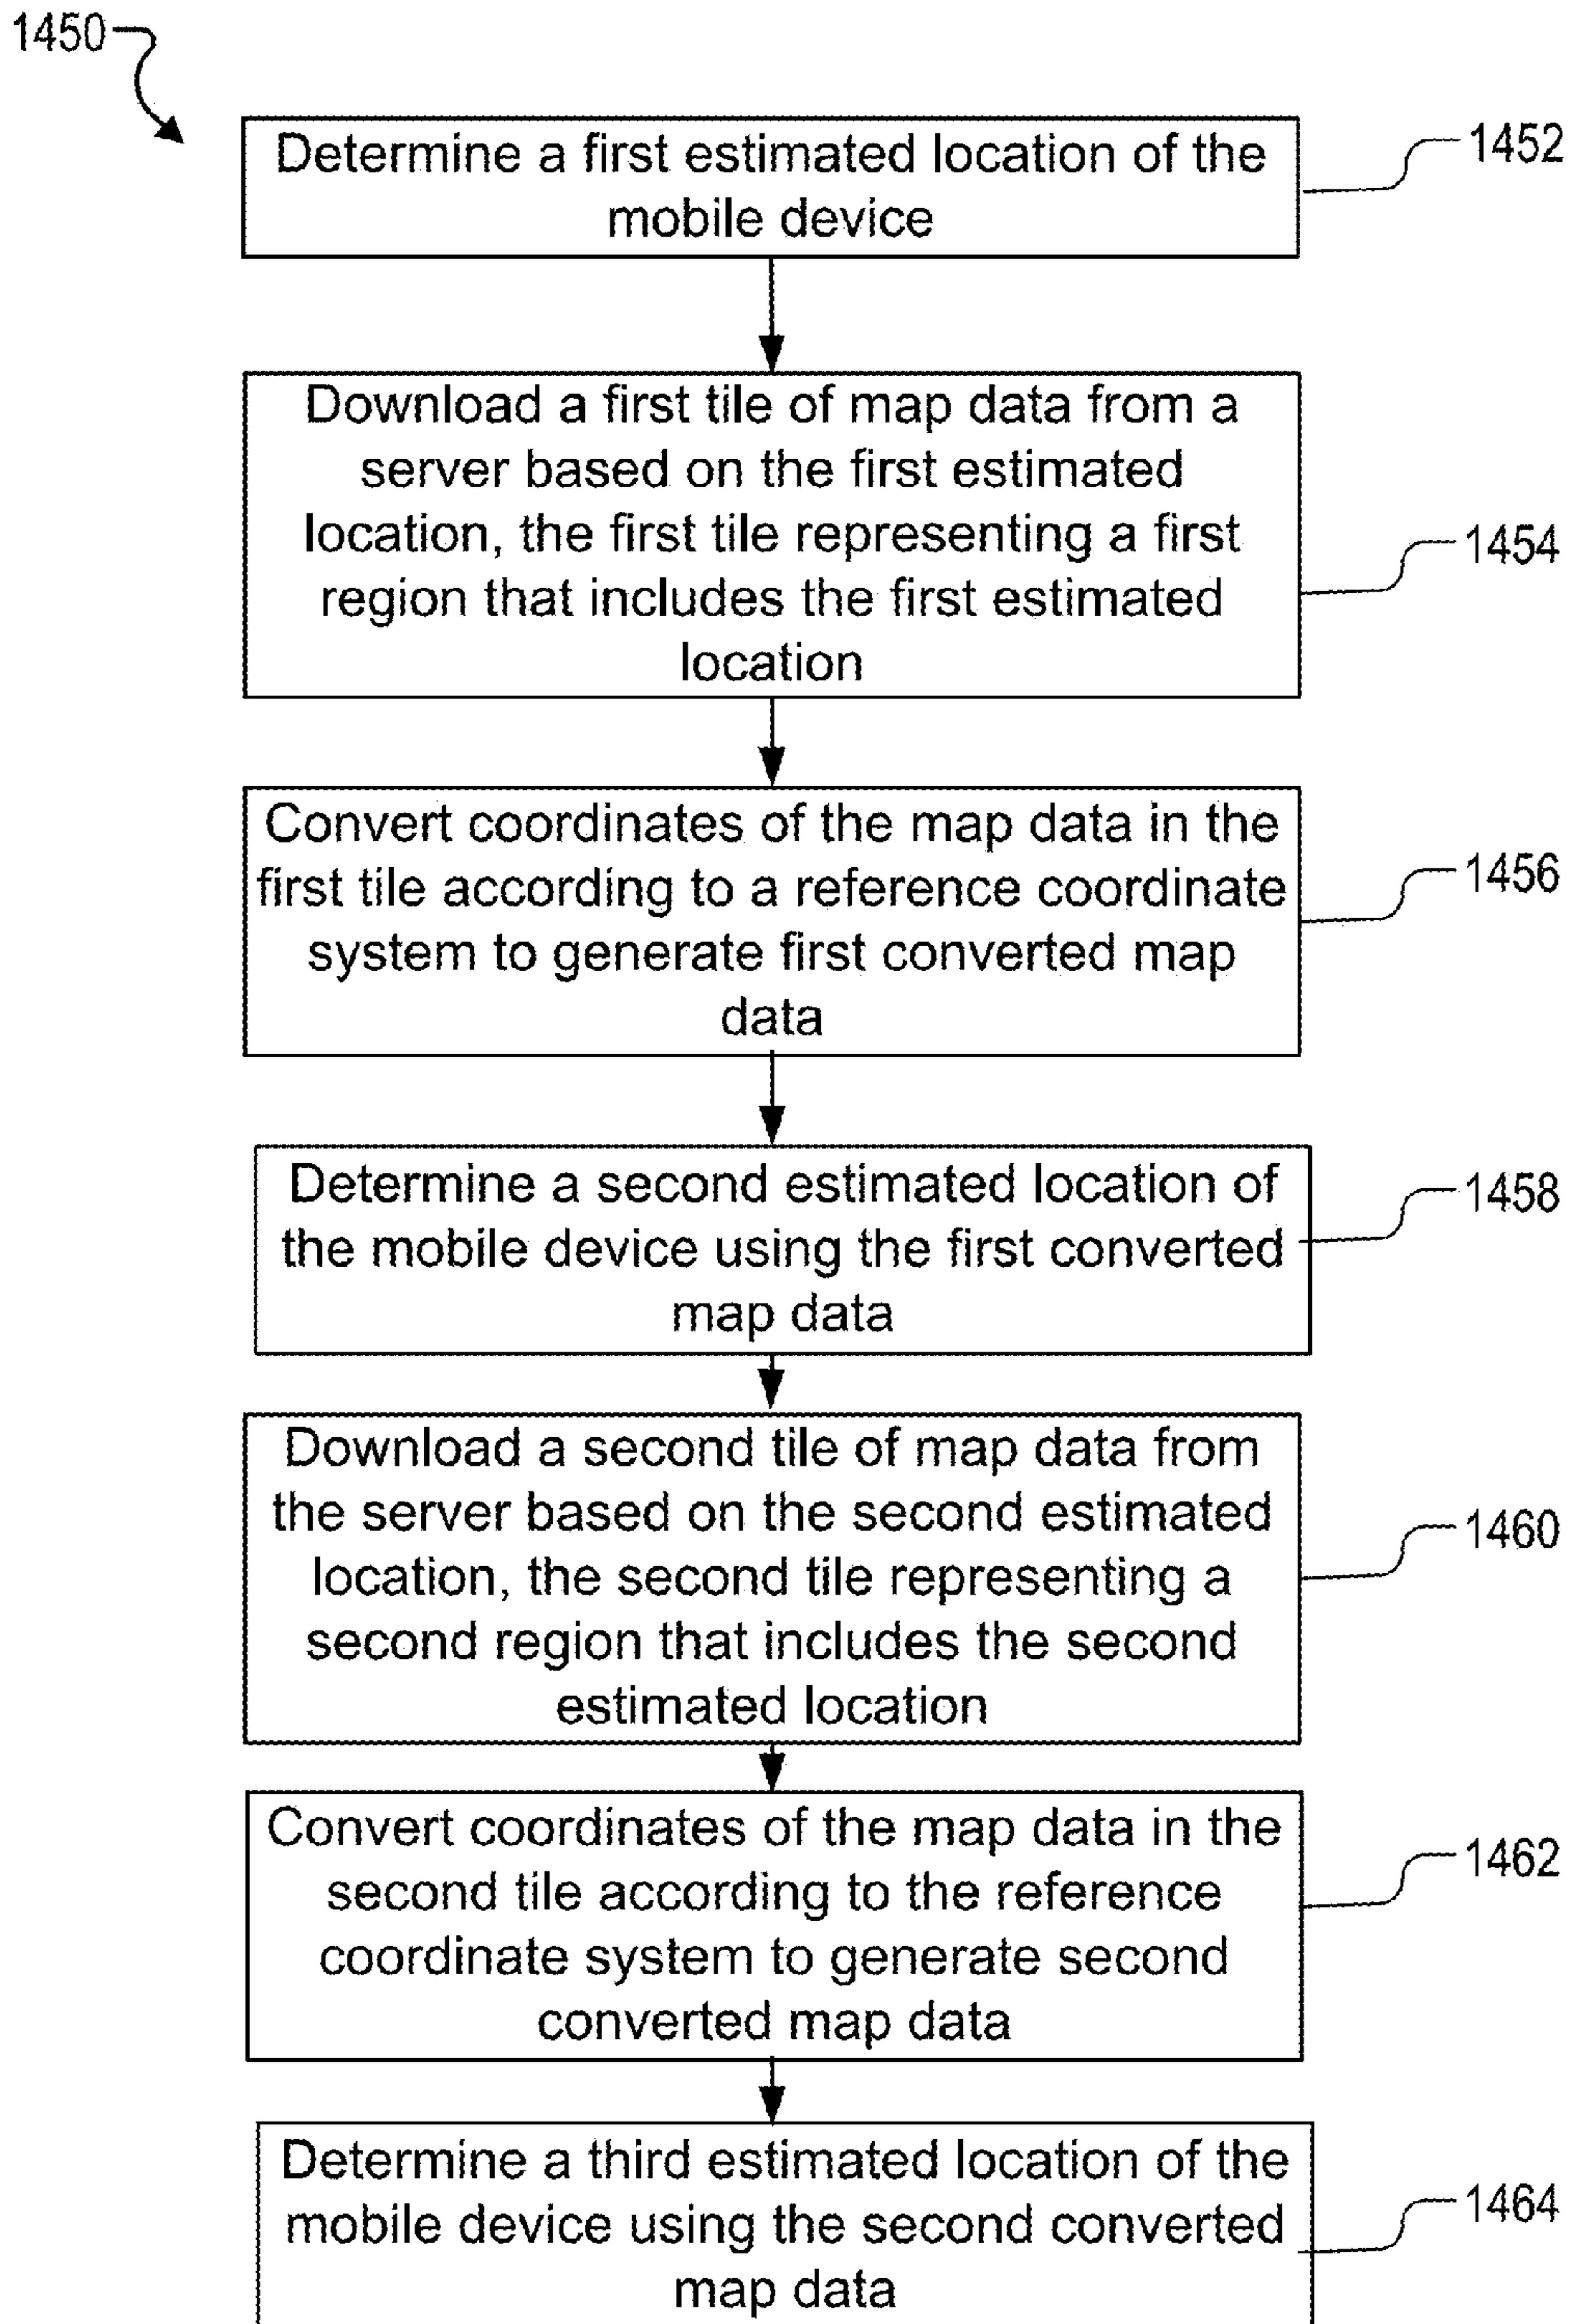 1450
Determine a first estimated location of the
mobile device
1452
Download a first tile of map data from a
server based on the first estimated
location, the first tile representing a first
region that includes the first estimated
location
1454
Convert coordinates of the map data in the
first tile according to a reference coordinate
system to generate first converted map
data
1456
Determine a second estimated location of
the mobile device using the first converted
map data
1458
Download a second tile of map data from
the server based on the second estimated
location, the second tile representing a
second region that includes the second
estimated location
1460
Convert coordinates of the map data in the
second tile according to the reference
coordinate system to generate second
converted map data
1462
Determine a third estimated location of the
mobile device using the second converted
map data
1464